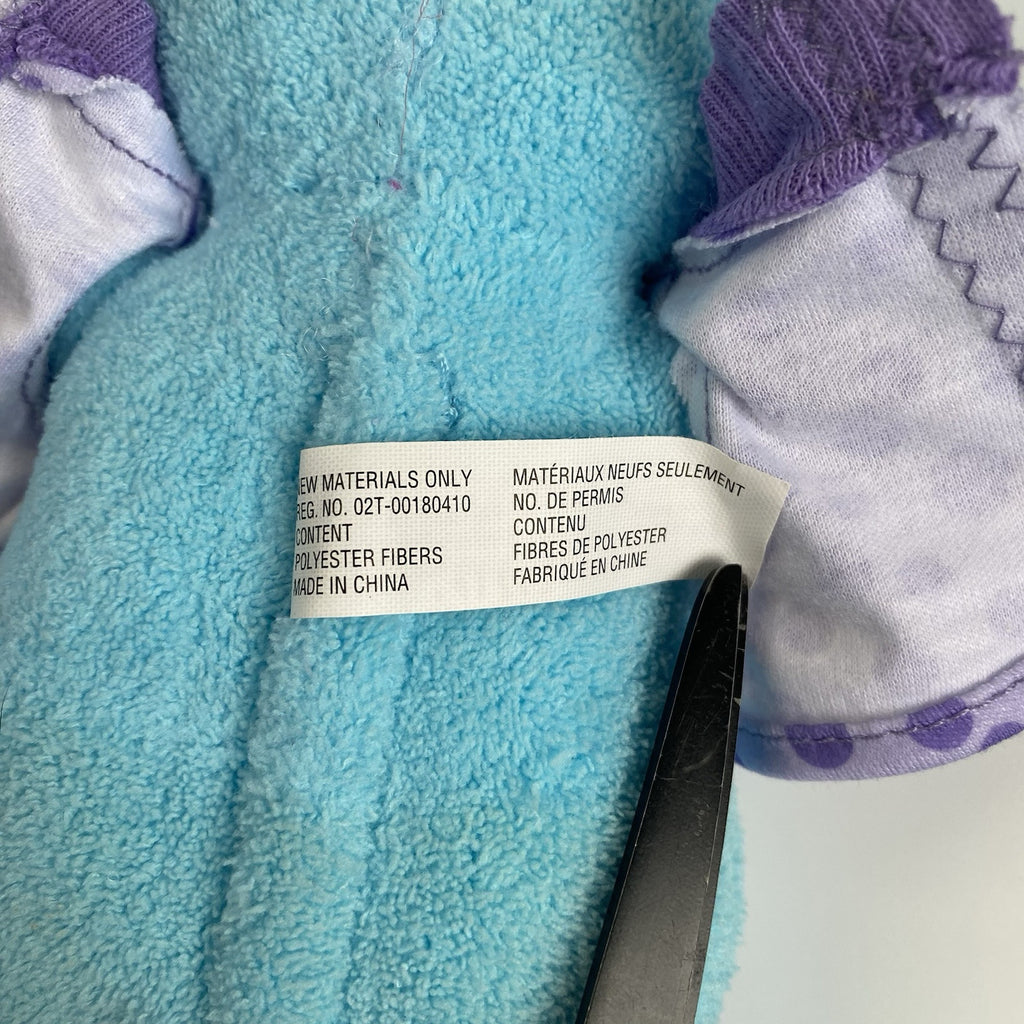 NEW MATERIALS ONLY
REG. NO. 02T-00180410
CONTENT
POLYESTER FIBERS
MADE IN CHINA
MATÉRIAUX NEUFS SEULEMENT
NO. DE PERMIS
CONTENU
FIBRES DE POLYESTER
FABRIQUÉ EN CHINE